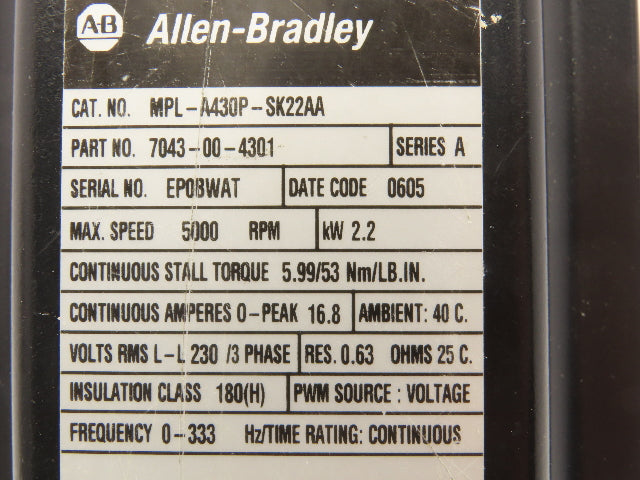 A-B Allen-Bradley
CAT. NO. MPL-A430P-SK22AA
PART NO. 7043-00-4301 SERIES A
SERIAL NO. EP0BWAT DATE CODE 0605
MAX. SPEED 5000 RPM kW 2.2
CONTINUOUS STALL TORQUE 5.99/53 Nm/LB.IN.
CONTINUOUS AMPERES 0-PEAK 16.8 AMBIENT: 40 C.
VOLTS RMS L-L 230 /3 PHASE RES. 0.63 OHMS 25 C.
INSULATION CLASS 180(H) PWM SOURCE : VOLTAGE
FREQUENCY 0-333 Hz/TIME RATING: CONTINUOUS